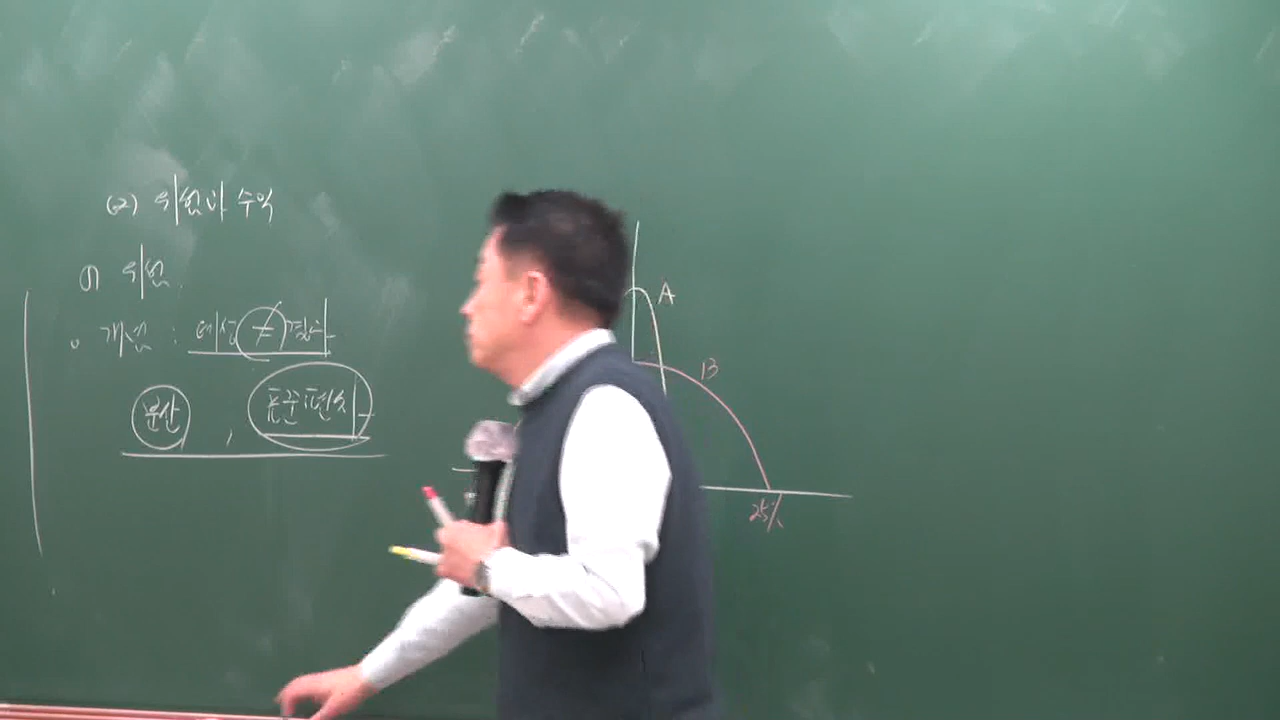 (2) 위험과 수익
① 위험
◦ 개념 : 예상 ≠ 결과
분산 , 표준편차
A
B
25%